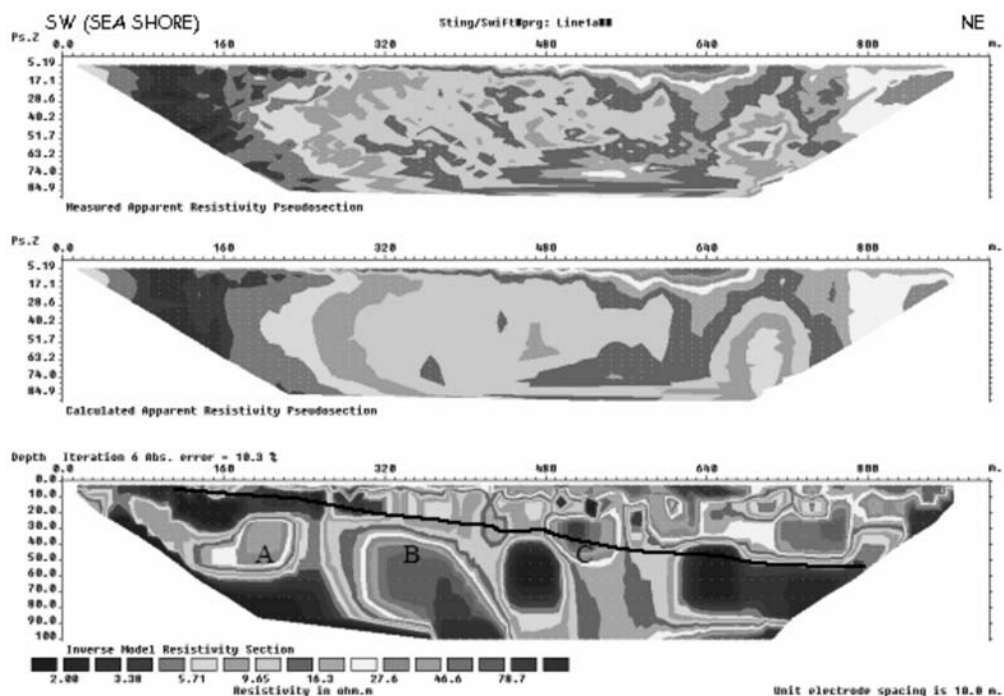 SW (SEA SHORE) Sting/Swift prg: Line1a NE
Ps.Z 0.0 160 320 480 640 800 m.
5.19
17.1
28.6
40.2
51.7
63.2
74.0
84.9
Measured Apparent Resistivity Pseudosection
Ps.Z 0.0 160 320 480 640 800 m.
5.19
17.1
28.6
40.2
51.7
63.2
74.0
84.9
Calculated Apparent Resistivity Pseudosection
Depth Iteration 6 Abs. error = 10.3 %
0.0 160 320 480 640 800 m.
0.0
10.0
20.0
30.0
40.0
50.0
60.0
70.0
80.0
90.0
100
A B C
Inverse Model Resistivity Section
2.00 3.38 5.71 9.65 16.3 27.6 46.6 78.7
Resistivity in ohm.m Unit electrode spacing is 10.0 m.